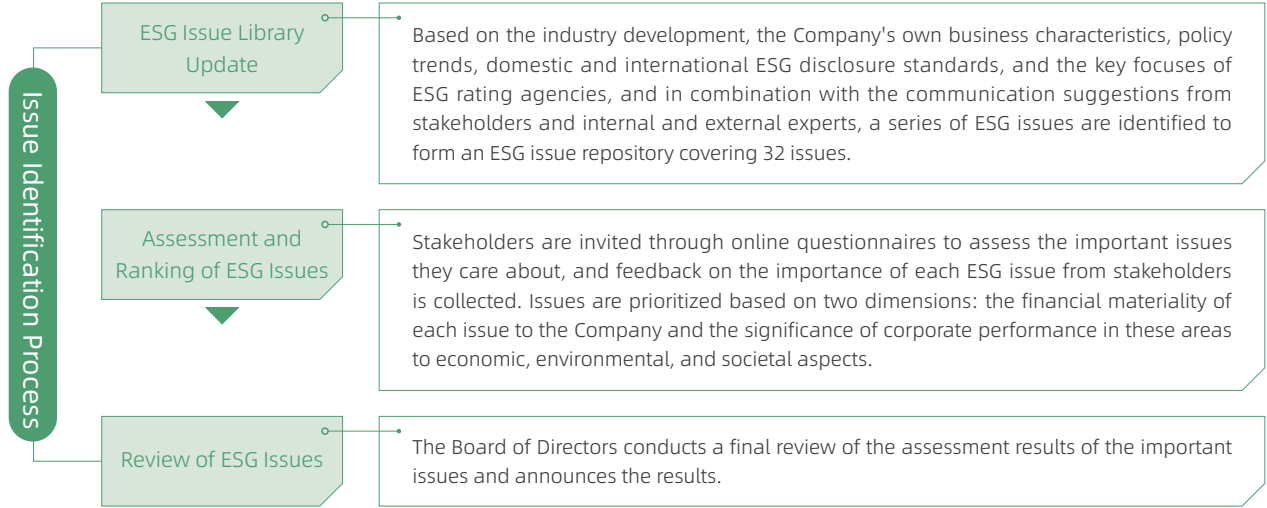 Issue Identification Process
ESG Issue Library
Update
Based on the industry development, the Company's own business characteristics, policy
trends, domestic and international ESG disclosure standards, and the key focuses of
ESG rating agencies, and in combination with the communication suggestions from
stakeholders and internal and external experts, a series of ESG issues are identified to
form an ESG issue repository covering 32 issues.
Assessment and
Ranking of ESG Issues
Stakeholders are invited through online questionnaires to assess the important issues
they care about, and feedback on the importance of each ESG issue from stakeholders
is collected. Issues are prioritized based on two dimensions: the financial materiality of
each issue to the Company and the significance of corporate performance in these areas
to economic, environmental, and societal aspects.
Review of ESG Issues
The Board of Directors conducts a final review of the assessment results of the important
issues and announces the results.